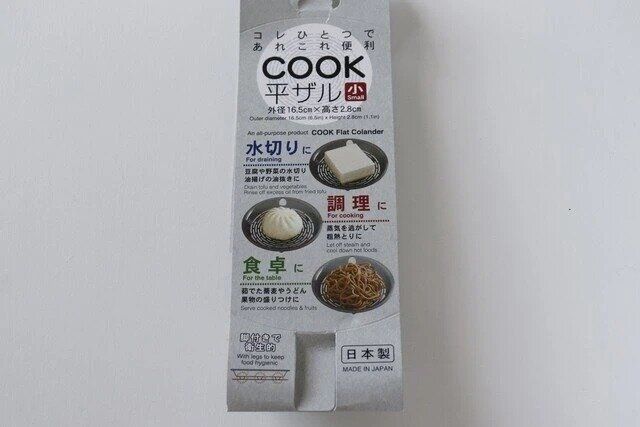 コレひとつで
あれこれ便利
COOK
平ザル 小 Small
外径16.5cm×高さ2.8cm
Outer diameter 16.5cm (6.5in) x Height 2.8cm (1.1in)
An all-purpose product COOK Flat Colander
水切りに
For draining
豆腐や野菜の水切り
油揚げの油抜きに
Drain tofu and vegetables
Rinse off excess oil from fried tofu
調理に
For cooking
蒸気を逃がして
粗熱とりに
Let off steam and
cool down hot foods
食卓に
For the table
茹でた蕎麦やうどん
果物の盛りつけに
Serve cooked noodles & fruits
脚付きで
衛生的
With legs to keep
food hygienic
日本製
MADE IN JAPAN